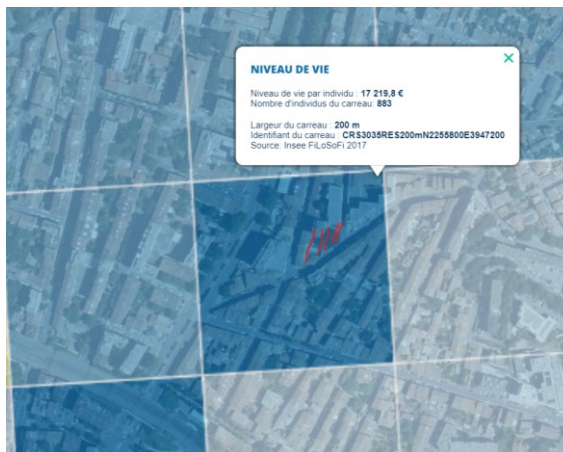 NIVEAU DE VIE
Niveau de vie par individu : 17 219,8 €
Nombre d'individus du carreau: 883
Largeur du carreau : 200 m
Identifiant du carreau : CRS3035RES200mN2255800E3947200
Source: Insee FiLoSoFi 2017